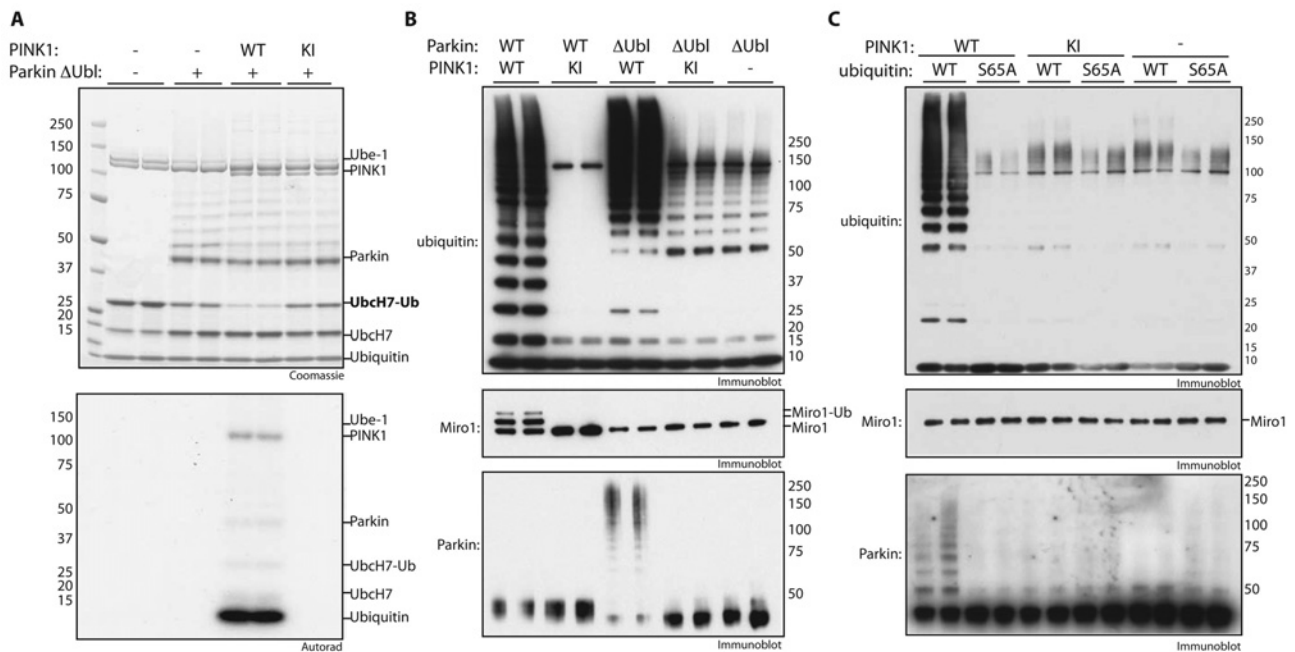 A
PINK1: - - WT KI
Parkin ΔUbl: - + + +
250
150
100
75
50
37
25
20
15
Ube-1
PINK1
Parkin
UbcH7-Ub
UbcH7
Ubiquitin
Coomassie
150
100
75
50
37
25
20
15
Ube-1
PINK1
Parkin
UbcH7-Ub
UbcH7
Ubiquitin
Autorad
B
Parkin: WT WT ΔUbl ΔUbl ΔUbl
PINK1: WT KI WT KI -
ubiquitin:
250
150
100
75
50
37
25
20
15
10
Immunoblot
Miro1:
Miro1-Ub
Miro1
Immunoblot
Parkin:
250
150
100
75
50
Immunoblot
C
PINK1: WT KI -
ubiquitin: WT S65A WT S65A WT S65A
ubiquitin:
250
150
100
75
50
37
25
20
15
10
Immunoblot
Miro1:
Miro1
Immunoblot
Parkin:
250
150
100
75
50
Immunoblot